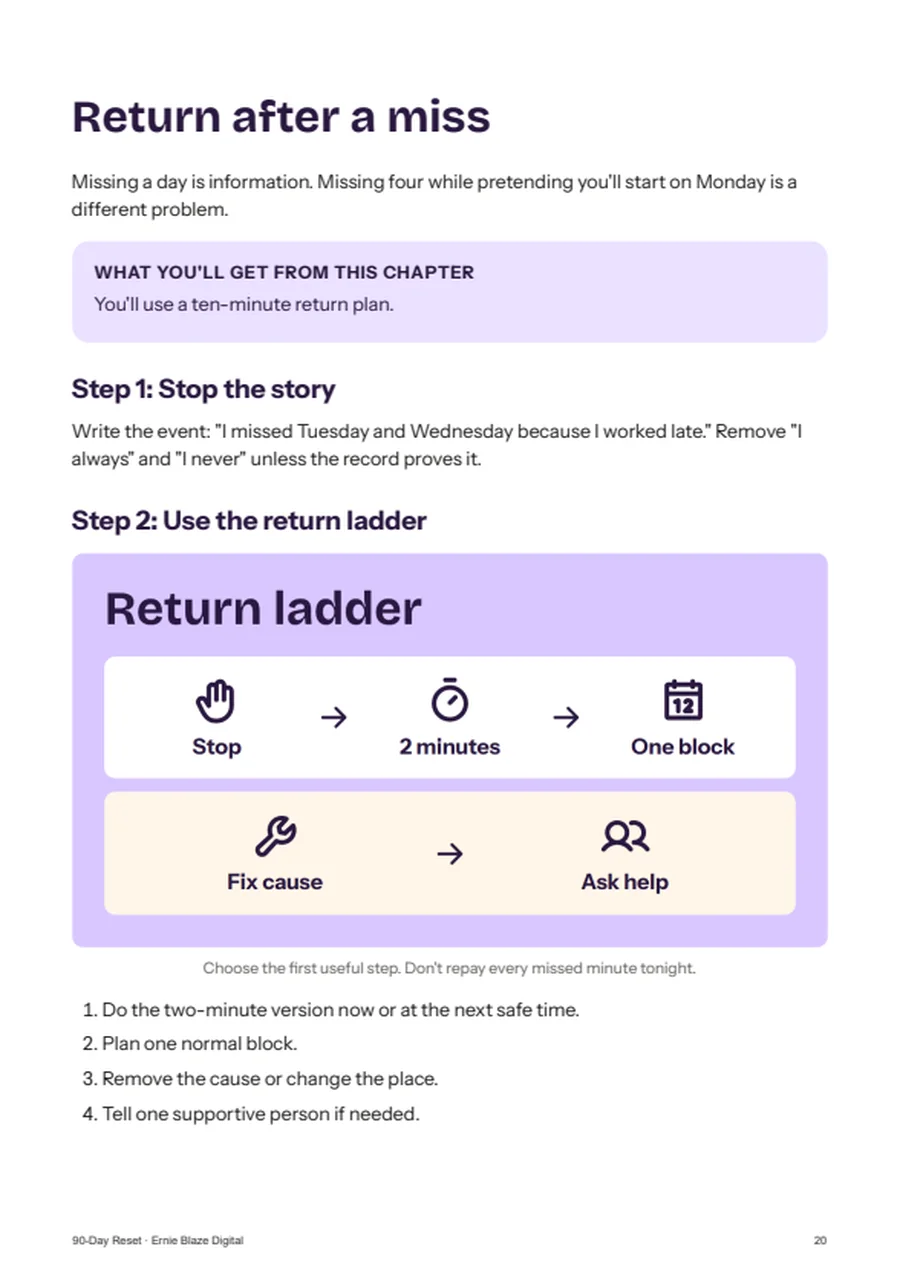 Return after a miss
Missing a day is information. Missing four while pretending you'll start on Monday is a
different problem.
WHAT YOU'LL GET FROM THIS CHAPTER
You'll use a ten-minute return plan.
Step 1: Stop the story
Write the event: "I missed Tuesday and Wednesday because I worked late." Remove "I
always" and "I never" unless the record proves it.
Step 2: Use the return ladder
Return ladder
12
Stop → 2 minutes → One block
Fix cause → Ask help
Choose the first useful step. Don't repay every missed minute tonight.
1. Do the two-minute version now or at the next safe time.
2. Plan one normal block.
3. Remove the cause or change the place.
4. Tell one supportive person if needed.
90-Day Reset · Ernie Blaze Digital 20